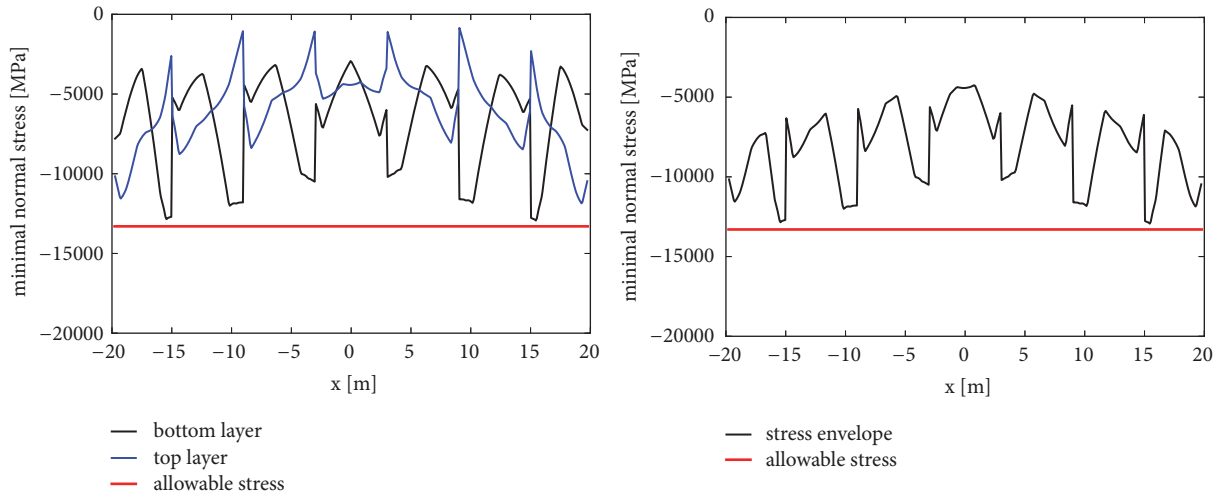 minimal normal stress [MPa]
0
−5000
−10000
−15000
−20000
−20 −15 −10 −5 0 5 10 15 20
x [m]
bottom layer
top layer
allowable stress
minimal normal stress [MPa]
0
−5000
−10000
−15000
−20000
−20 −15 −10 −5 0 5 10 15 20
x [m]
stress envelope
allowable stress